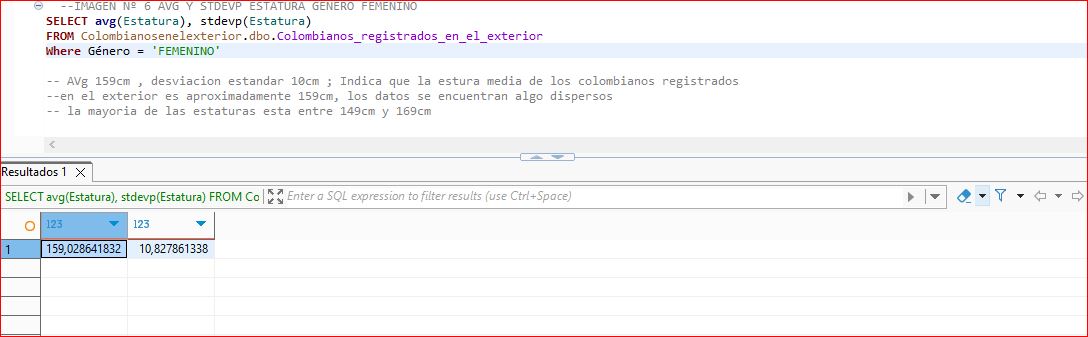 --IMAGEN Nº 6 AVG Y STDEVP ESTATURA GENERO FEMENINO
SELECT avg(Estatura), stdevp(Estatura)
FROM Colombianosenelexterior.dbo.Colombianos_registrados_en_el_exterior
Where Género = 'FEMENINO'
-- AVg 159cm , desviacion estandar 10cm ; Indica que la estura media de los colombianos registrados
--en el exterior es aproximadamente 159cm, los datos se encuentran algo dispersos
-- la mayoria de las estaturas esta entre 149cm y 169cm
Resultados 1
SELECT avg(Estatura), stdevp(Estatura) FROM Co Enter a SQL expression to filter results (use Ctrl+Space)
123 123
1 159,028641832 10,827861338